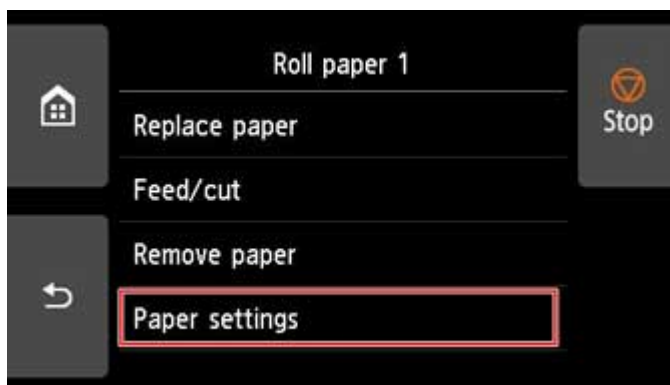 Roll paper 1
Stop
Replace paper
Feed/cut
Remove paper
Paper settings